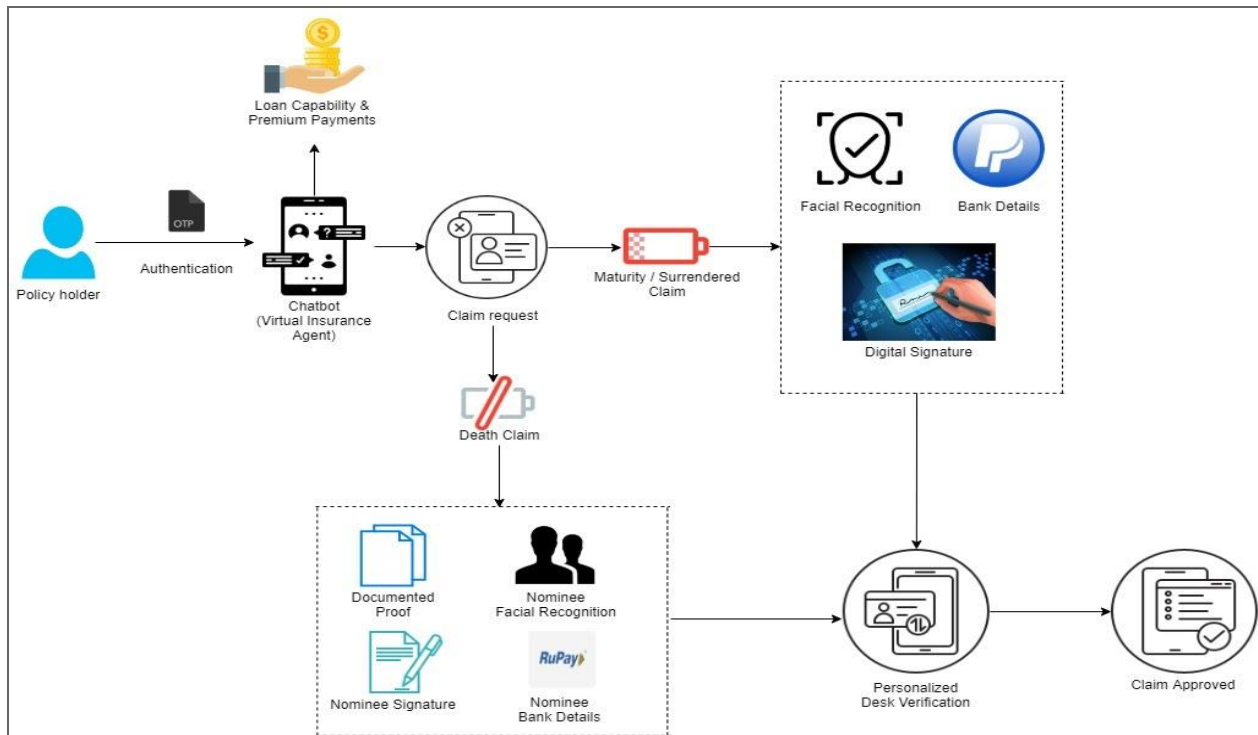 Loan Capability &
Premium Payments
OTP
Authentication
Policy holder
Chatbot
(Virtual Insurance
Agent)
Claim request
Maturity / Surrendered
Claim
Facial Recognition
Bank Details
Digital Signature
Death Claim
Documented
Proof
Nominee
Facial Recognition
Nominee Signature
RuPay
Nominee
Bank Details
Personalized
Desk Verification
Claim Approved